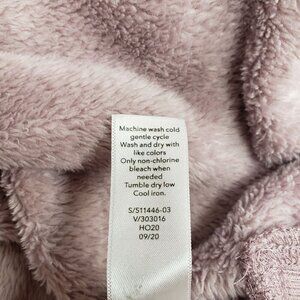 Machine wash cold
gentle cycle
Wash and dry with
like colors
Only non-chlorine
bleach when
needed
Tumble dry low
Cool iron.
S/511446-03
V/303016
HO20
09/20